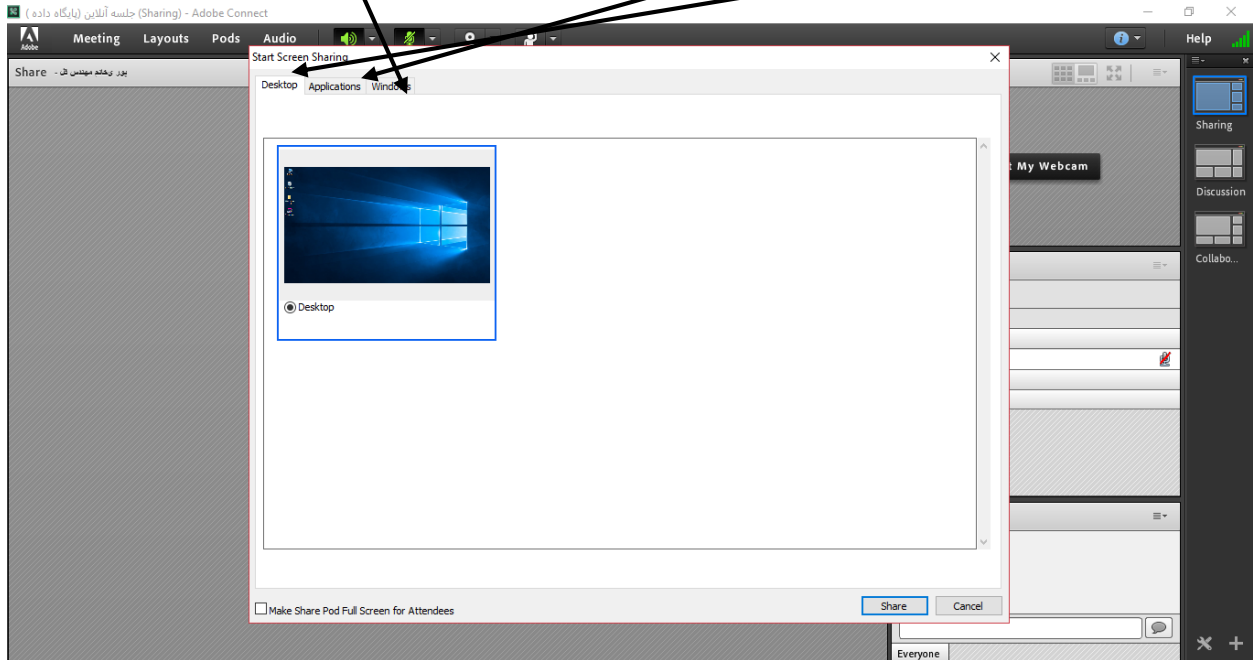 جلسه آنلاین (پایگاه داده ) (Sharing) - Adobe Connect
Adobe
Meeting Layouts Pods Audio Help
Share -
Start Screen Sharing
Desktop Applications Windows
Desktop
My Webcam
Sharing
Discussion
Collabo...
Make Share Pod Full Screen for Attendees
Share Cancel
Everyone